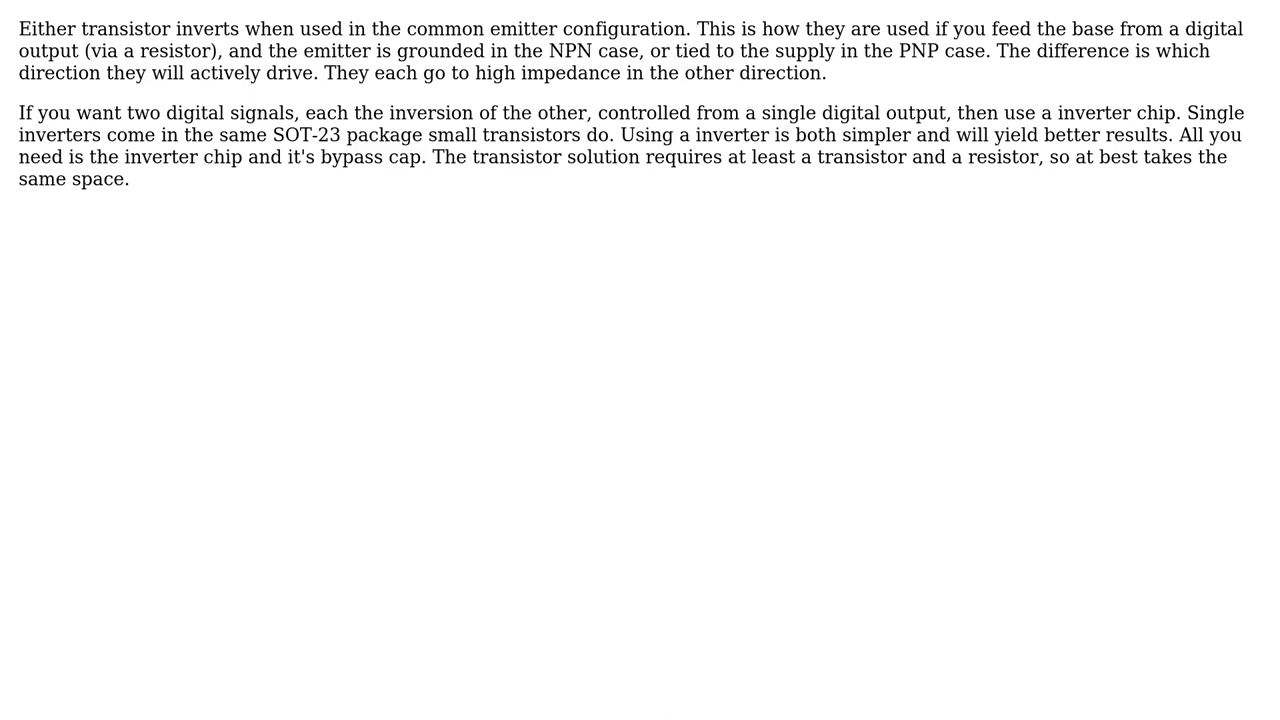 Either transistor inverts when used in the common emitter configuration. This is how they are used if you feed the base from a digital
output (via a resistor), and the emitter is grounded in the NPN case, or tied to the supply in the PNP case. The difference is which
direction they will actively drive. They each go to high impedance in the other direction.
If you want two digital signals, each the inversion of the other, controlled from a single digital output, then use a inverter chip. Single
inverters come in the same SOT-23 package small transistors do. Using a inverter is both simpler and will yield better results. All you
need is the inverter chip and it's bypass cap. The transistor solution requires at least a transistor and a resistor, so at best takes the
same space.